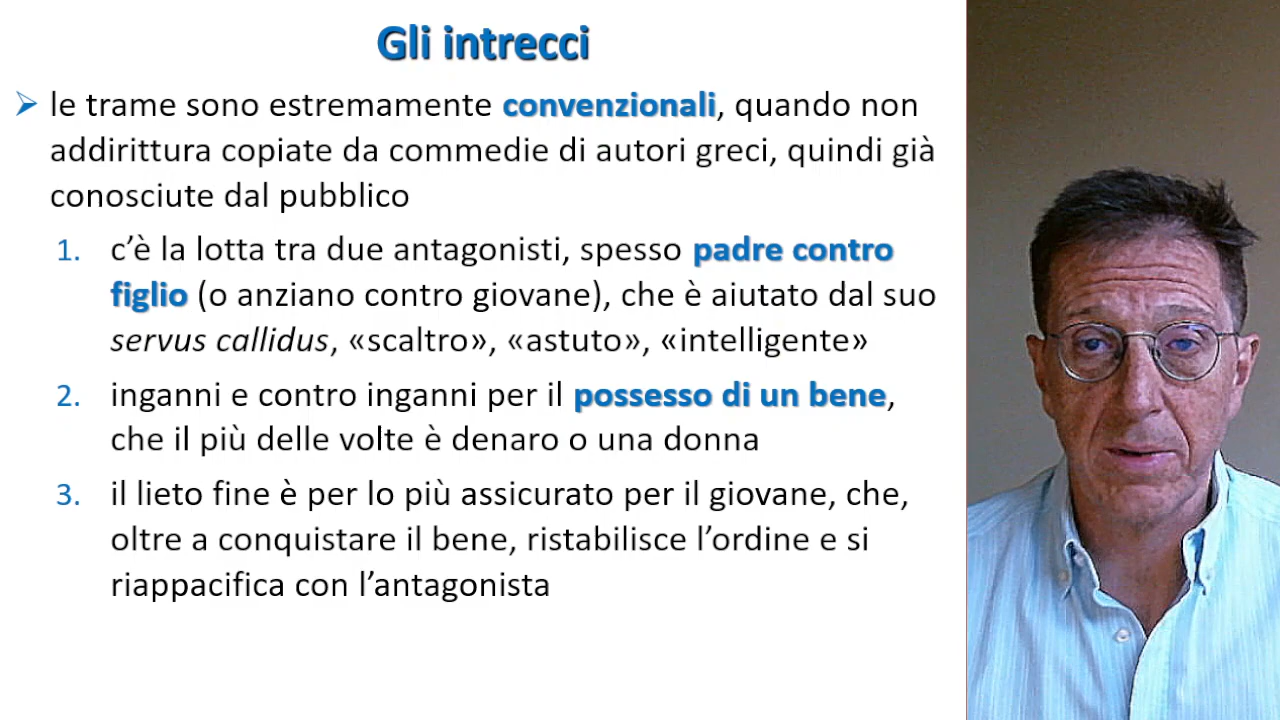 Gli intrecci
➢ le trame sono estremamente convenzionali, quando non
addirittura copiate da commedie di autori greci, quindi già
conosciute dal pubblico
1. c’è la lotta tra due antagonisti, spesso padre contro
figlio (o anziano contro giovane), che è aiutato dal suo
servus callidus, «scaltro», «astuto», «intelligente»
2. inganni e contro inganni per il possesso di un bene,
che il più delle volte è denaro o una donna
3. il lieto fine è per lo più assicurato per il giovane, che,
oltre a conquistare il bene, ristabilisce l’ordine e si
riappacifica con l’antagonista